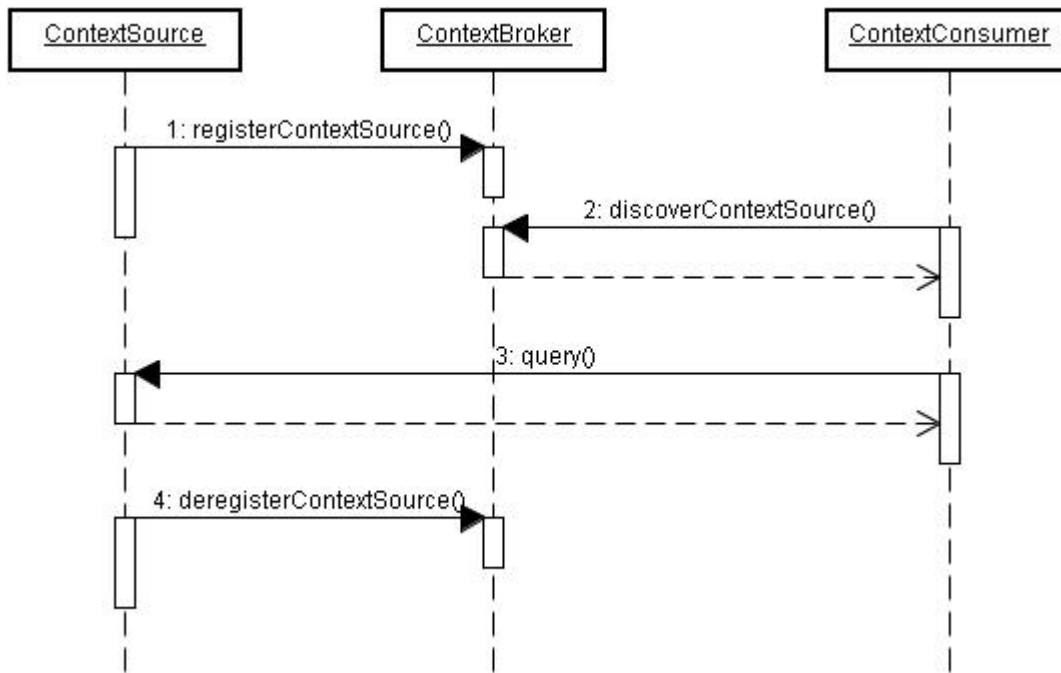 ContextSource
ContextBroker
ContextConsumer
1: registerContextSource()
2: discoverContextSource()
3: query()
4: deregisterContextSource()